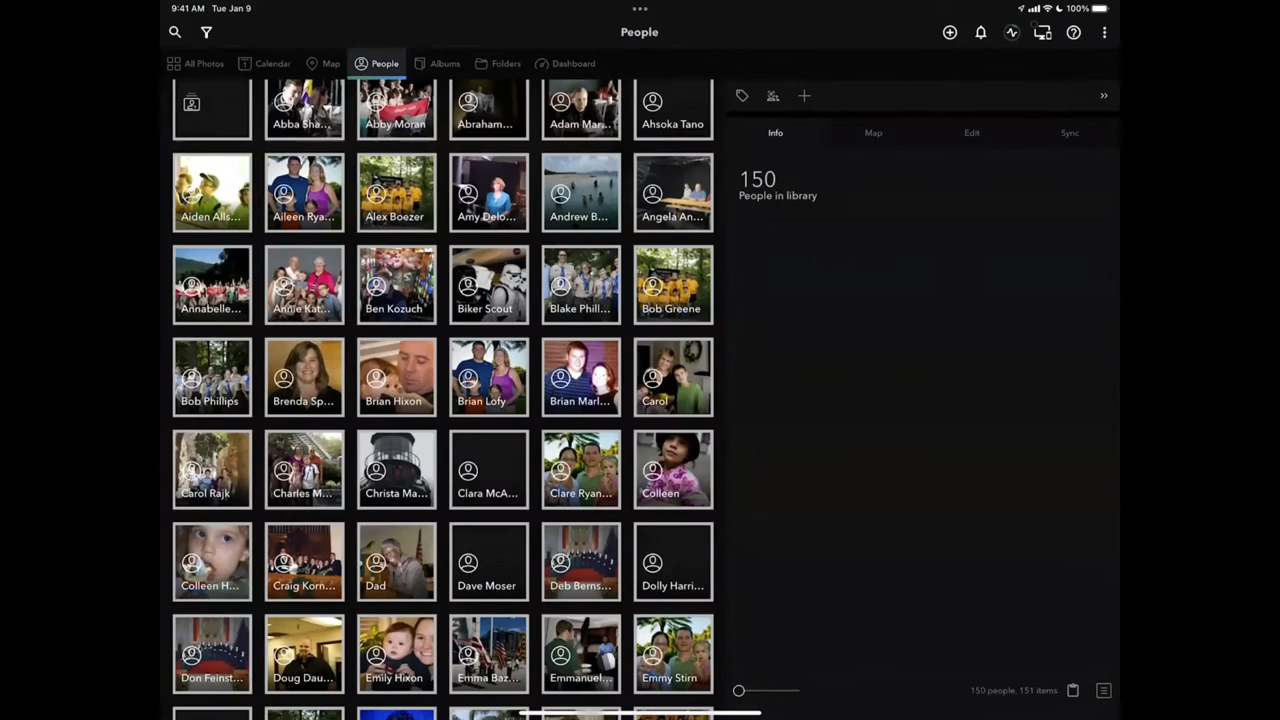 9:41 AM Tue Jan 9
100%
People
All Photos
Calendar
Map
People
Albums
Folders
Dashboard
Abba Sha...
Abby Moran
Abraham...
Adam Mar...
Ahsoka Tano
Info
Map
Edit
Sync
150
People in library
Aiden Alls...
Aileen Rya...
Alex Boezer
Amy Delo...
Andrew B...
Angela An...
Annabelle...
Annie Kat...
Ben Kozuch
Biker Scout
Blake Phill...
Bob Greene
Bob Phillips
Brenda Sp...
Brian Hixon
Brian Lofy
Brian Marl...
Carol
Carol Rajk
Charles M...
Christa Ma...
Clara McA...
Clare Ryan...
Colleen
Colleen H...
Craig Korn...
Dad
Dave Moser
Deb Berns...
Dolly Harri...
Don Feinst...
Doug Dau...
Emily Hixon
Emma Baz...
Emmanuel...
Emmy Stirn
150 people, 151 items